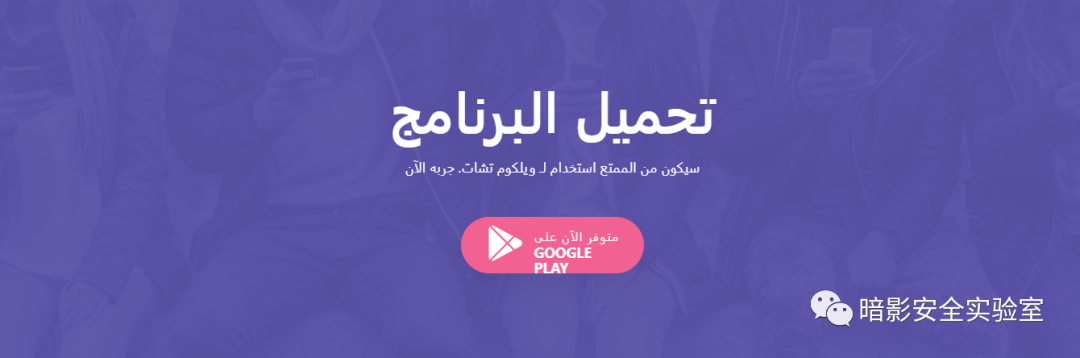 تحميل البرنامج
سيكون من الممتع استخدام لـ ويلكوم تشات. جربه الآن
متوفر الآن على
GOOGLE
PLAY
暗影安全实验室